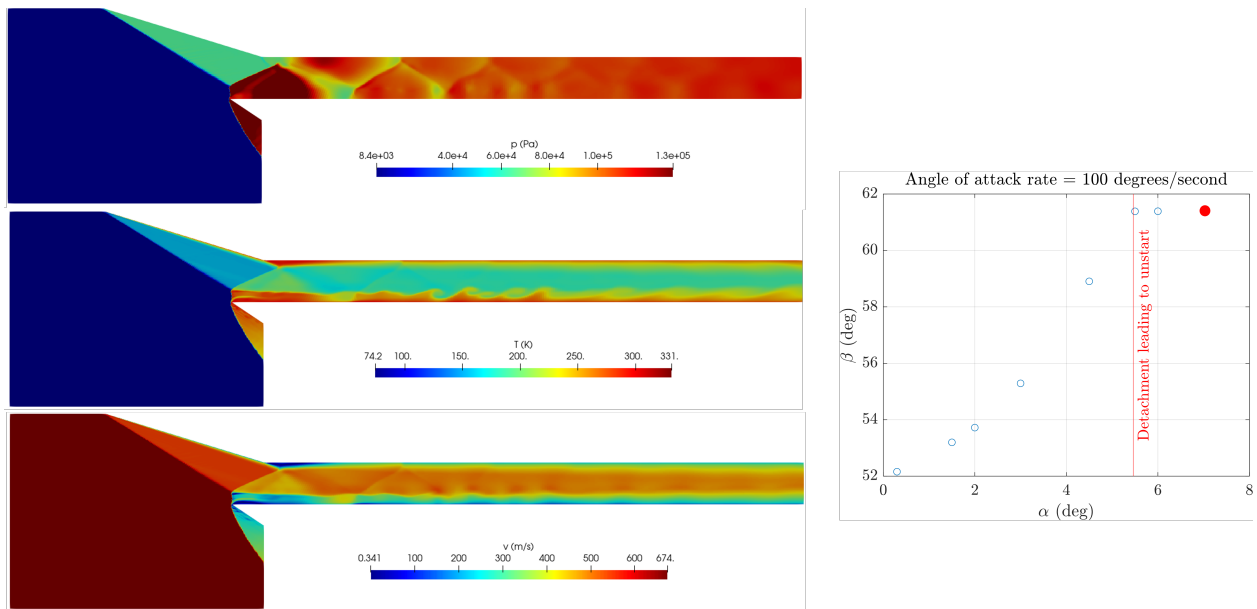 p (Pa)
8.4e+03 4.0e+4 6.0e+4 8.0e+4 1.0e+5 1.3e+05
T (K)
74.2 100. 150. 200. 250. 300. 331.
v (m/s)
0.341 100 200 300 400 500 600 674.
Angle of attack rate = 100 degrees/second
62
60
58
56
54
52
β (deg)
Detachment leading to unstart
0 2 4 6 8
α (deg)